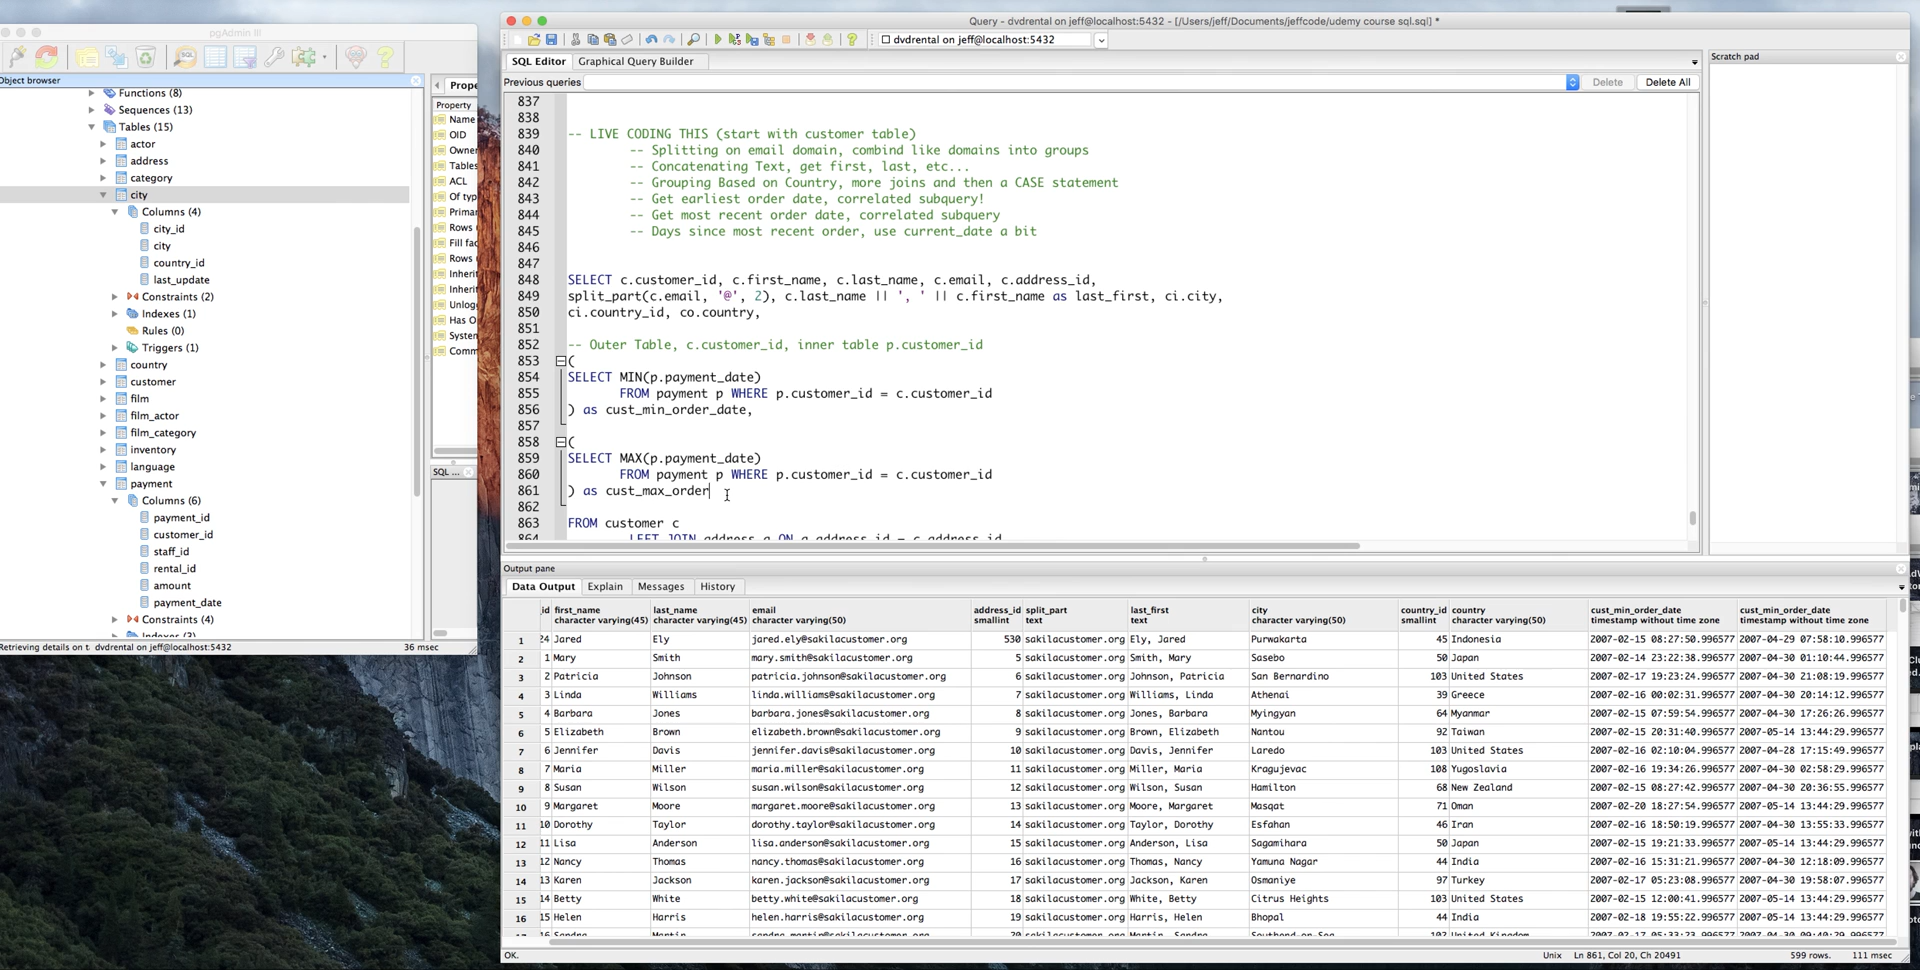 pgAdmin III
Object browser
Functions (8)
Sequences (13)
Tables (15)
actor
address
category
city
Columns (4)
city_id
city
country_id
last_update
Constraints (2)
Indexes (1)
Rules (0)
Triggers (1)
country
customer
film
film_actor
film_category
inventory
language
payment
Columns (6)
payment_id
customer_id
staff_id
rental_id
amount
payment_date
Constraints (4)
Retrieving details on t dvdrental on jeff@localhost:5432 36 msec
Prope
Property
Name
OID
Owne
Tables
ACL
Of typ
Primar
Rows
Fill fac
Rows
Inherit
Inherit
Unlog
Has O
System
Comm
SQL ...
Query - dvdrental on jeff@localhost:5432 - [/Users/jeff/Documents/jeffcode/udemy course sql.sql] *
dvdrental on jeff@localhost:5432
SQL Editor Graphical Query Builder
Previous queries Delete Delete All
837
838
839 -- LIVE CODING THIS (start with customer table)
840 -- Splitting on email domain, combind like domains into groups
841 -- Concatenating Text, get first, last, etc...
842 -- Grouping Based on Country, more joins and then a CASE statement
843 -- Get earliest order date, correlated subquery!
844 -- Get most recent order date, correlated subquery
845 -- Days since most recent order, use current_date a bit
846
847
848 SELECT c.customer_id, c.first_name, c.last_name, c.email, c.address_id,
849 split_part(c.email, '@', 2), c.last_name || ', ' || c.first_name as last_first, ci.city,
850 ci.country_id, co.country,
851
852 -- Outer Table, c.customer_id, inner table p.customer_id
853 (
854 SELECT MIN(p.payment_date)
855 FROM payment p WHERE p.customer_id = c.customer_id
856 ) as cust_min_order_date,
857
858 (
859 SELECT MAX(p.payment_date)
860 FROM payment p WHERE p.customer_id = c.customer_id
861 ) as cust_max_order
862
863 FROM customer c
864 LEFT JOIN address a ON a.address_id = c.address_id
Scratch pad
Output pane
Data Output Explain Messages History
id first_name last_name email address_id split_part last_first city country_id country cust_min_order_date cust_min_order_date
character varying(45) character varying(45) character varying(50) smallint text text character varying(50) smallint character varying(50) timestamp without time zone timestamp without time zone
1 24 Jared Ely jared.ely@sakilacustomer.org 530 sakilacustomer.org Ely, Jared Purwakarta 45 Indonesia 2007-02-15 08:27:50.996577 2007-04-29 07:58:10.996577
2 1 Mary Smith mary.smith@sakilacustomer.org 5 sakilacustomer.org Smith, Mary Sasebo 50 Japan 2007-02-14 23:22:38.996577 2007-04-30 01:10:44.996577
3 2 Patricia Johnson patricia.johnson@sakilacustomer.org 6 sakilacustomer.org Johnson, Patricia San Bernardino 103 United States 2007-02-17 19:23:24.996577 2007-04-30 21:08:19.996577
4 3 Linda Williams linda.williams@sakilacustomer.org 7 sakilacustomer.org Williams, Linda Athenai 39 Greece 2007-02-16 00:02:31.996577 2007-04-30 20:14:12.996577
5 4 Barbara Jones barbara.jones@sakilacustomer.org 8 sakilacustomer.org Jones, Barbara Myingyan 64 Myanmar 2007-02-15 07:59:54.996577 2007-04-30 17:26:26.996577
6 5 Elizabeth Brown elizabeth.brown@sakilacustomer.org 9 sakilacustomer.org Brown, Elizabeth Nantou 92 Taiwan 2007-02-15 20:31:40.996577 2007-05-14 13:44:29.996577
7 6 Jennifer Davis jennifer.davis@sakilacustomer.org 10 sakilacustomer.org Davis, Jennifer Laredo 103 United States 2007-02-16 02:10:04.996577 2007-04-28 17:15:49.996577
8 7 Maria Miller maria.miller@sakilacustomer.org 11 sakilacustomer.org Miller, Maria Kragujevac 108 Yugoslavia 2007-02-16 19:34:26.996577 2007-04-30 02:58:29.996577
9 8 Susan Wilson susan.wilson@sakilacustomer.org 12 sakilacustomer.org Wilson, Susan Hamilton 68 New Zealand 2007-02-15 08:27:42.996577 2007-04-30 20:36:55.996577
10 9 Margaret Moore margaret.moore@sakilacustomer.org 13 sakilacustomer.org Moore, Margaret Masqat 71 Oman 2007-02-20 18:27:54.996577 2007-05-14 13:44:29.996577
11 10 Dorothy Taylor dorothy.taylor@sakilacustomer.org 14 sakilacustomer.org Taylor, Dorothy Esfahan 46 Iran 2007-02-16 18:50:19.996577 2007-04-30 13:55:33.996577
12 11 Lisa Anderson lisa.anderson@sakilacustomer.org 15 sakilacustomer.org Anderson, Lisa Sagamihara 50 Japan 2007-02-15 19:21:33.996577 2007-05-14 13:44:29.996577
13 12 Nancy Thomas nancy.thomas@sakilacustomer.org 16 sakilacustomer.org Thomas, Nancy Yamuna Nagar 44 India 2007-02-16 15:31:21.996577 2007-04-30 12:18:09.996577
14 13 Karen Jackson karen.jackson@sakilacustomer.org 17 sakilacustomer.org Jackson, Karen Osmaniye 97 Turkey 2007-02-17 05:23:08.996577 2007-04-30 19:58:07.996577
15 14 Betty White betty.white@sakilacustomer.org 18 sakilacustomer.org White, Betty Citrus Heights 103 United States 2007-02-15 12:00:41.996577 2007-05-14 13:44:29.996577
16 15 Helen Harris helen.harris@sakilacustomer.org 19 sakilacustomer.org Harris, Helen Bhopal 44 India 2007-02-18 19:55:22.996577 2007-05-14 13:44:29.996577
OK. Unix Ln 861, Col 20, Ch 20491 599 rows. 111 msec